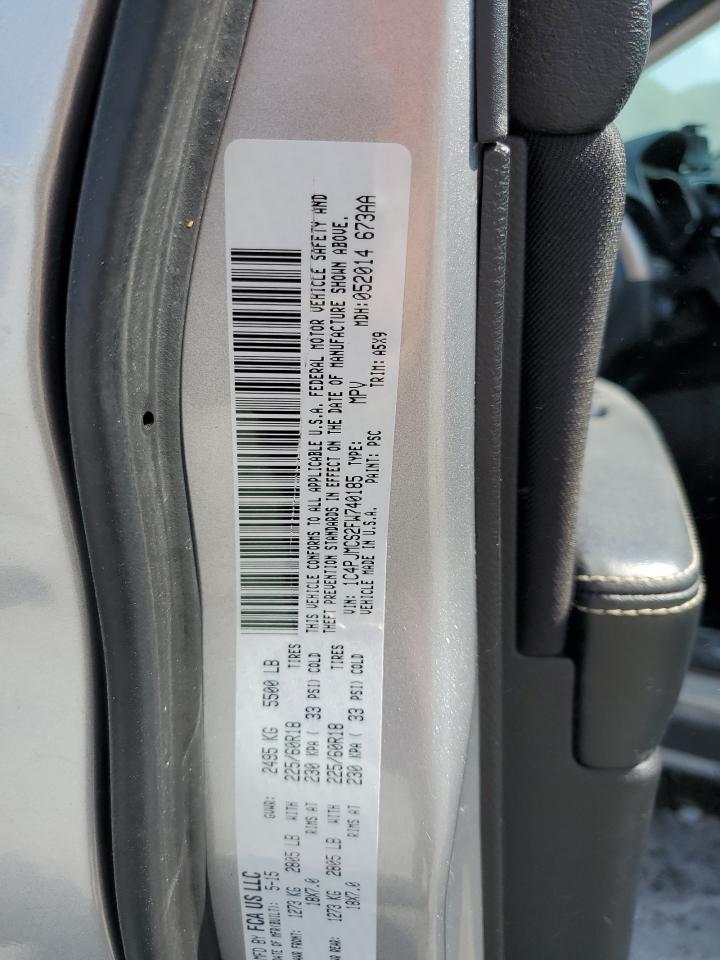 MFD BY FCA US LLC
DATE OF MFR(BUILT): 5-15 GVWR: 2495 KG 5500 LB
FRONT: 1273 KG 2805 LB WITH 225/60R18 TIRES
18X7.0 RIMS AT 230 KPA ( 33 PSI) COLD
REAR: 1273 KG 2805 LB WITH 225/60R18 TIRES
18X7.0 RIMS AT 230 KPA ( 33 PSI) COLD
THIS VEHICLE CONFORMS TO ALL APPLICABLE U.S.A. FEDERAL MOTOR VEHICLE SAFETY AND
THEFT PREVENTION STANDARDS IN EFFECT ON THE DATE OF MANUFACTURE SHOWN ABOVE.
VIN: 1C4PJMCS2FW740185 TYPE: MPV MDH:052014 673AA
VEHICLE MADE IN U.S.A. PAINT: PSC TRIM: A5X9